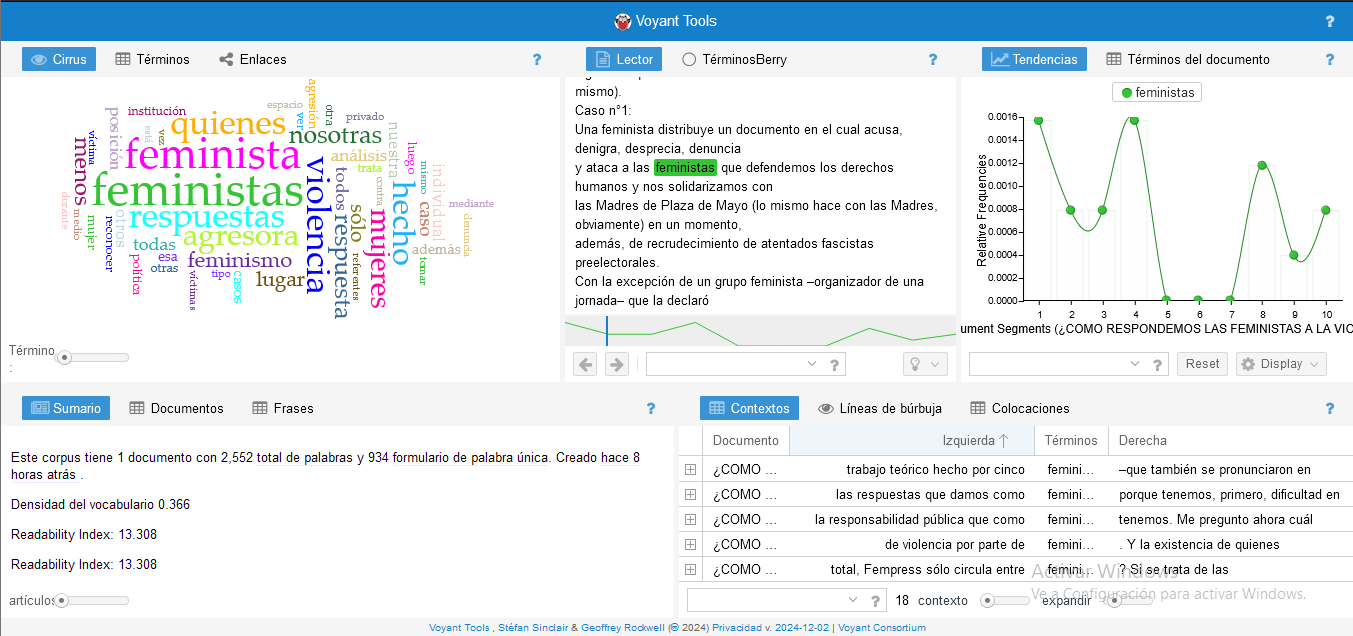 Voyant Tools
?
Cirrus Términos Enlaces ?
Lector TérminosBerry ?
Tendencias Términos del documento ?
agresión
espacio
institución
otra
privado
ver
quienes
posición
está
vez
víctima
nosotras
nuestra
menos
feminista
análisis
luego
trata
mismo
individual
feministas
violencia
todos
contra
hecho
durante
medio
mujer
reconocer
otros
respuestas
sólo
mujeres
caso
mediante
denuncia
todas
agresora
respuesta
además
esa
otras
feminismo
política
víctimas
tipo
casos
lugar
referentes
tomar
Término
:
mismo).
Caso n°1:
Una feminista distribuye un documento en el cual acusa,
denigra, desprecia, denuncia
y ataca a las feministas que defendemos los derechos
humanos y nos solidarizamos con
las Madres de Plaza de Mayo (lo mismo hace con las Madres,
obviamente) en un momento,
además, de recrudecimiento de atentados fascistas
preelectorales.
Con la excepción de un grupo feminista –organizador de una
jornada– que la declaró
?
feministas
Relative Frequencies
0.0016
0.0014
0.0012
0.0010
0.0008
0.0006
0.0004
0.0002
0.0000
1 2 3 4 5 6 7 8 9 10
ument Segments (¿COMO RESPONDEMOS LAS FEMINISTAS A LA VIO
? Reset Display
Sumario Documentos Frases ?
Este corpus tiene 1 documento con 2,552 total de palabras y 934 formulario de palabra única. Creado hace 8
horas atrás .
Densidad del vocabulario 0.366
Readability Index: 13.308
Readability Index: 13.308
artículos
Contextos Líneas de búrbuja Colocaciones ?
Documento Izquierda Términos Derecha
¿COMO ... trabajo teórico hecho por cinco femini... –que también se pronunciaron en
¿COMO ... las respuestas que damos como femini... porque tenemos, primero, dificultad en
¿COMO ... la responsabilidad pública que como femini... tenemos. Me pregunto ahora cuál
¿COMO ... de violencia por parte de femini... . Y la existencia de quienes
¿COMO ... total, Fempress sólo circula entre femini... ? Si se trata de las
? 18 contexto expandir
Activar Windows
Ve a Configuración para activar Windows.
Voyant Tools , Stéfan Sinclair & Geoffrey Rockwell (© 2024) Privacidad v. 2024-12-02 | Voyant Consortium